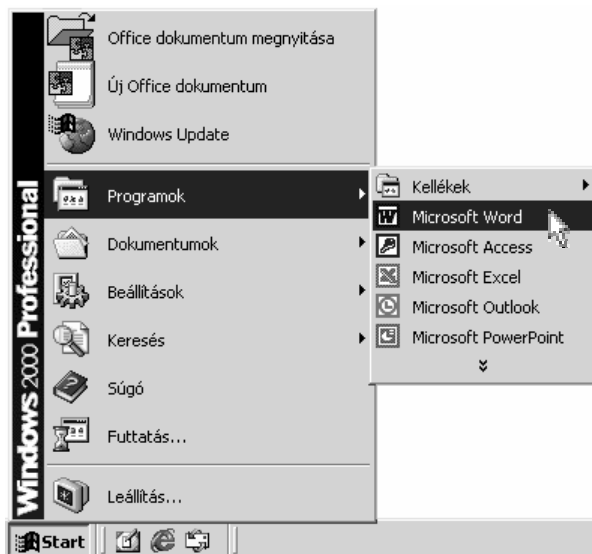 Office dokumentum megnyitása
Új Office dokumentum
Windows Update
Programok
Dokumentumok
Beállítások
Keresés
Súgó
Futtatás...
Leállítás...
Windows 2000 Professional
Kellékek
Microsoft Word
Microsoft Access
Microsoft Excel
Microsoft Outlook
Microsoft PowerPoint
Start